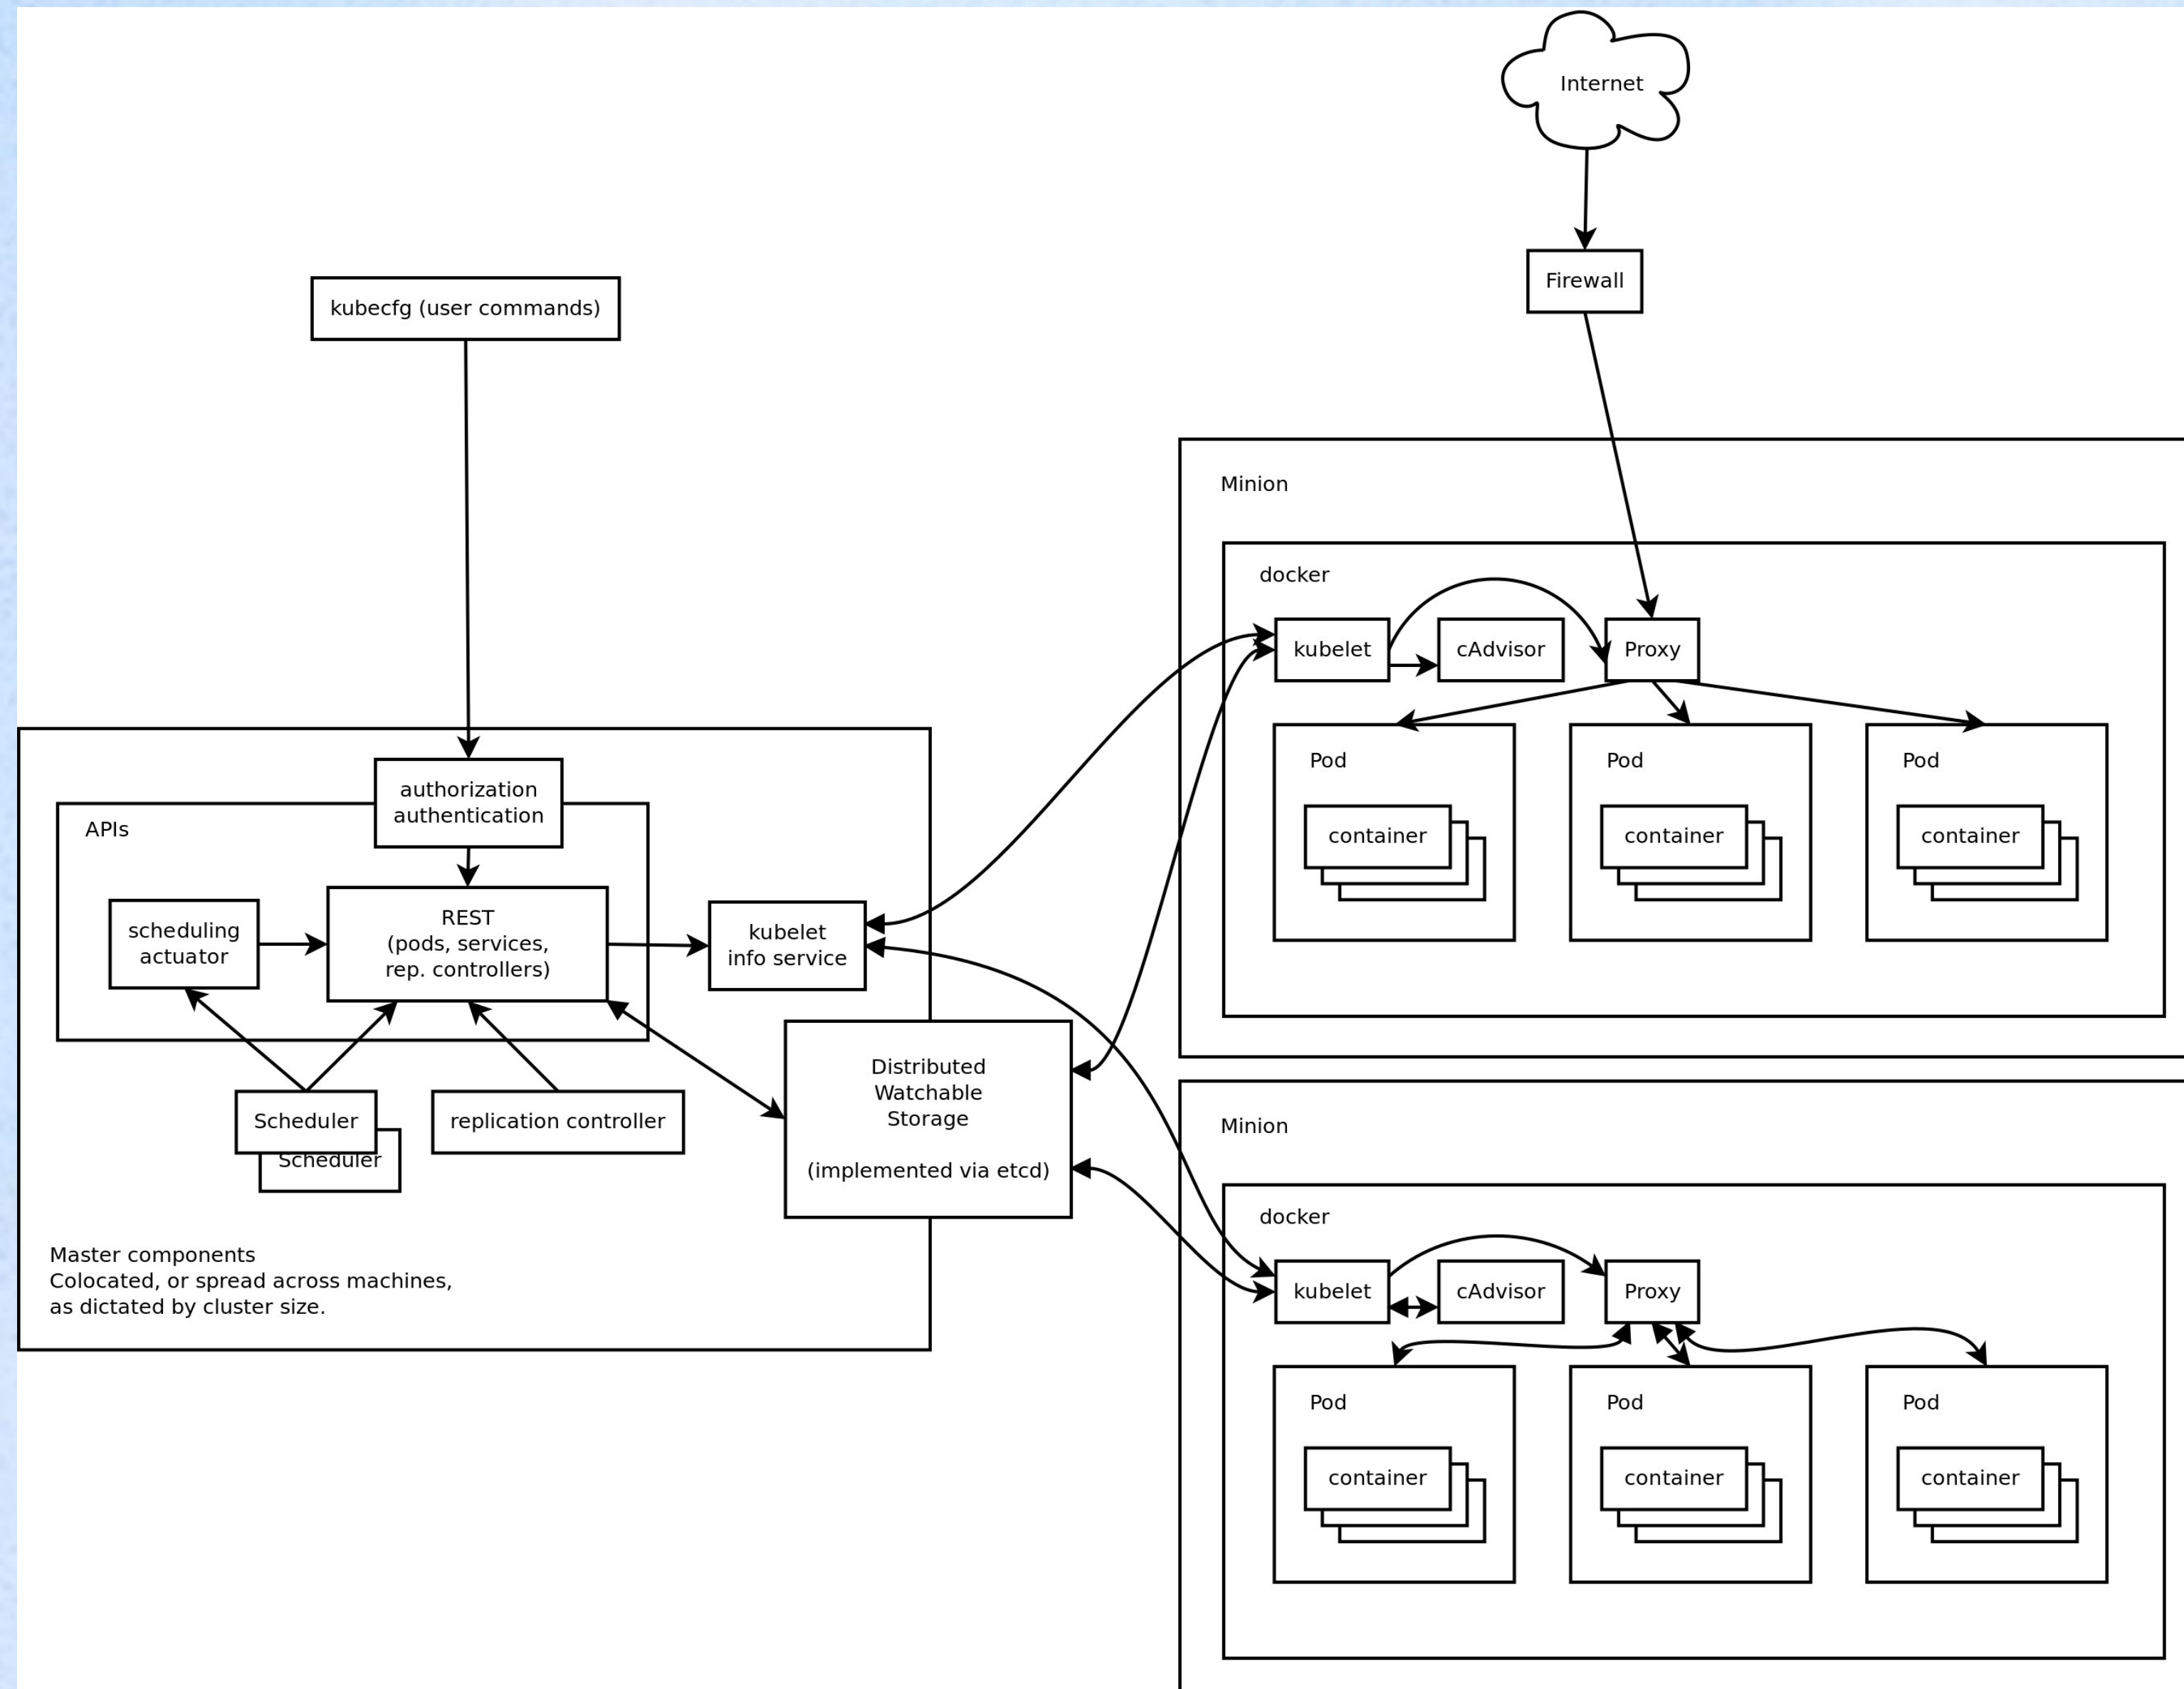 Internet
Firewall
kubecfg (user commands)
Minion
docker
kubelet
cAdvisor
Proxy
Pod
Pod
Pod
container
container
container
authorization
authentication
APIs
scheduling
actuator
REST
(pods, services,
rep. controllers)
kubelet
info service
Distributed
Watchable
Storage
(implemented via etcd)
Scheduler
Scheduler
replication controller
Master components
Colocated, or spread across machines,
as dictated by cluster size.
Minion
docker
kubelet
cAdvisor
Proxy
Pod
Pod
Pod
container
container
container